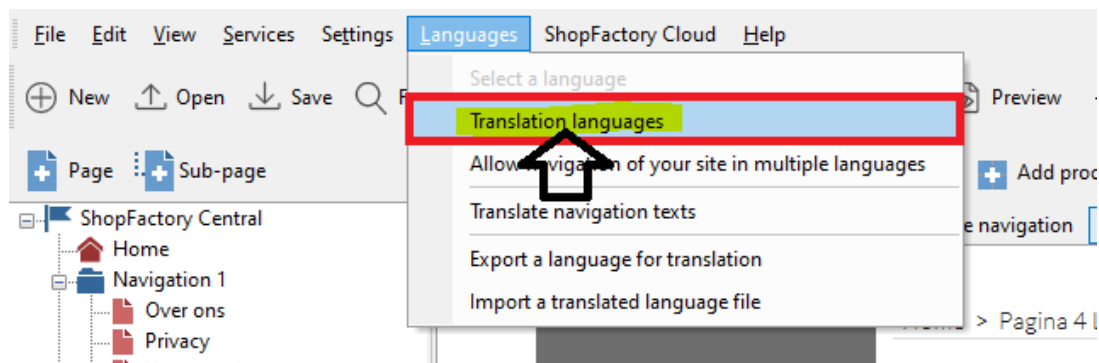 File Edit View Services Settings Languages ShopFactory Cloud Help
Select a language
New Open Save Preview
Translation languages
Allow navigation of your site in multiple languages
Page Sub-page Add
Translate navigation texts
ShopFactory Central
navigation
Home
Export a language for translation
Navigation 1
Import a translated language file
Over ons
> Pagina 4
Privacy